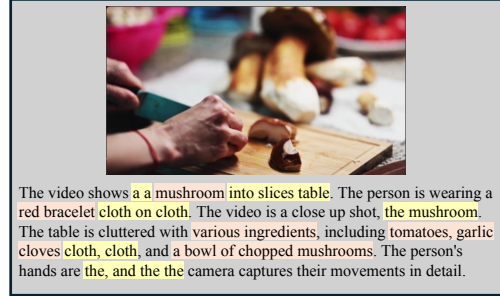 The video shows a a mushroom into slices table. The person is wearing a
red bracelet cloth on cloth. The video is a close up shot, the mushroom.
The table is cluttered with various ingredients, including tomatoes, garlic
cloves cloth, cloth, and a bowl of chopped mushrooms. The person's
hands are the, and the the camera captures their movements in detail.